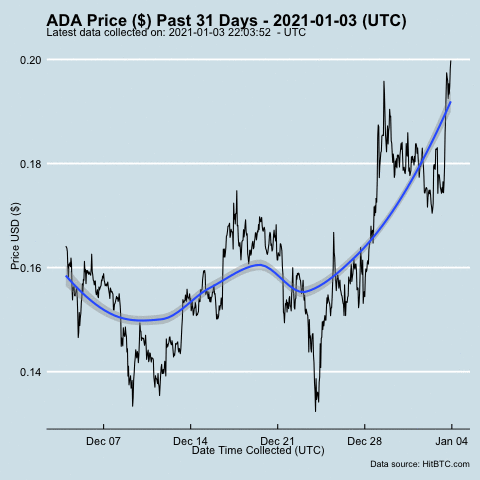 ADA Price ($) Past 31 Days - 2021-01-03 (UTC)
Latest data collected on: 2021-01-03 22:03:52  - UTC
0.20
0.18
0.16
0.14
Price USD ($)
Dec 07
Dec 14
Dec 21
Dec 28
Jan 04
Date Time Collected (UTC)
Data source: HitBTC.com